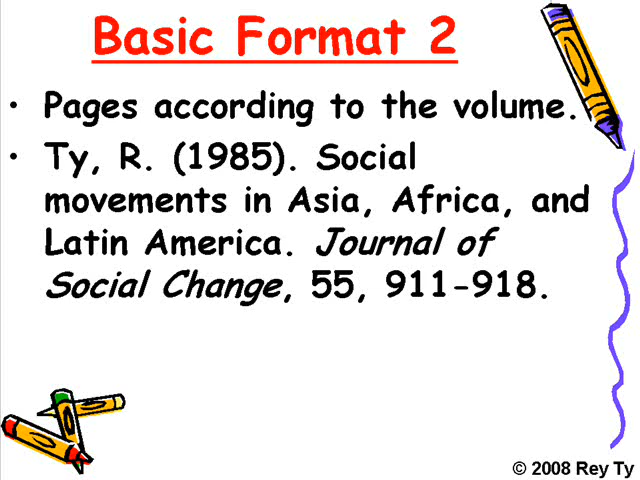 Basic Format 2
• Pages according to the volume.
• Ty, R. (1985). Social
movements in Asia, Africa, and
Latin America. Journal of
Social Change, 55, 911-918.
© 2008 Rey Ty